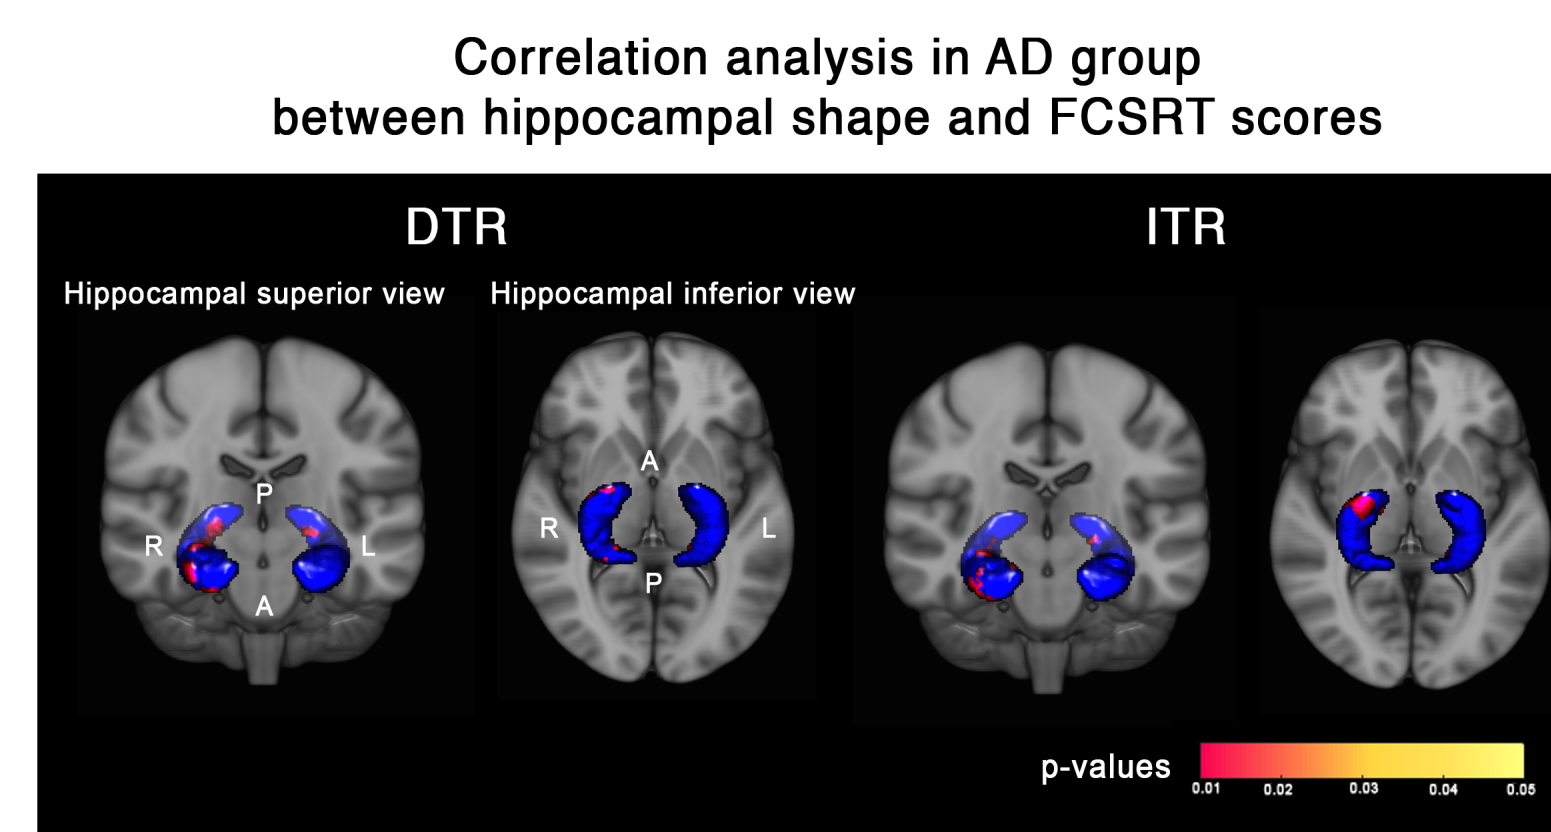 Correlation analysis in AD group
between hippocampal shape and FCSRT scores
DTR
ITR
Hippocampal superior view
Hippocampal inferior view
P
R
L
A
A
R
L
P
p-values
0.01 0.02 0.03 0.04 0.05